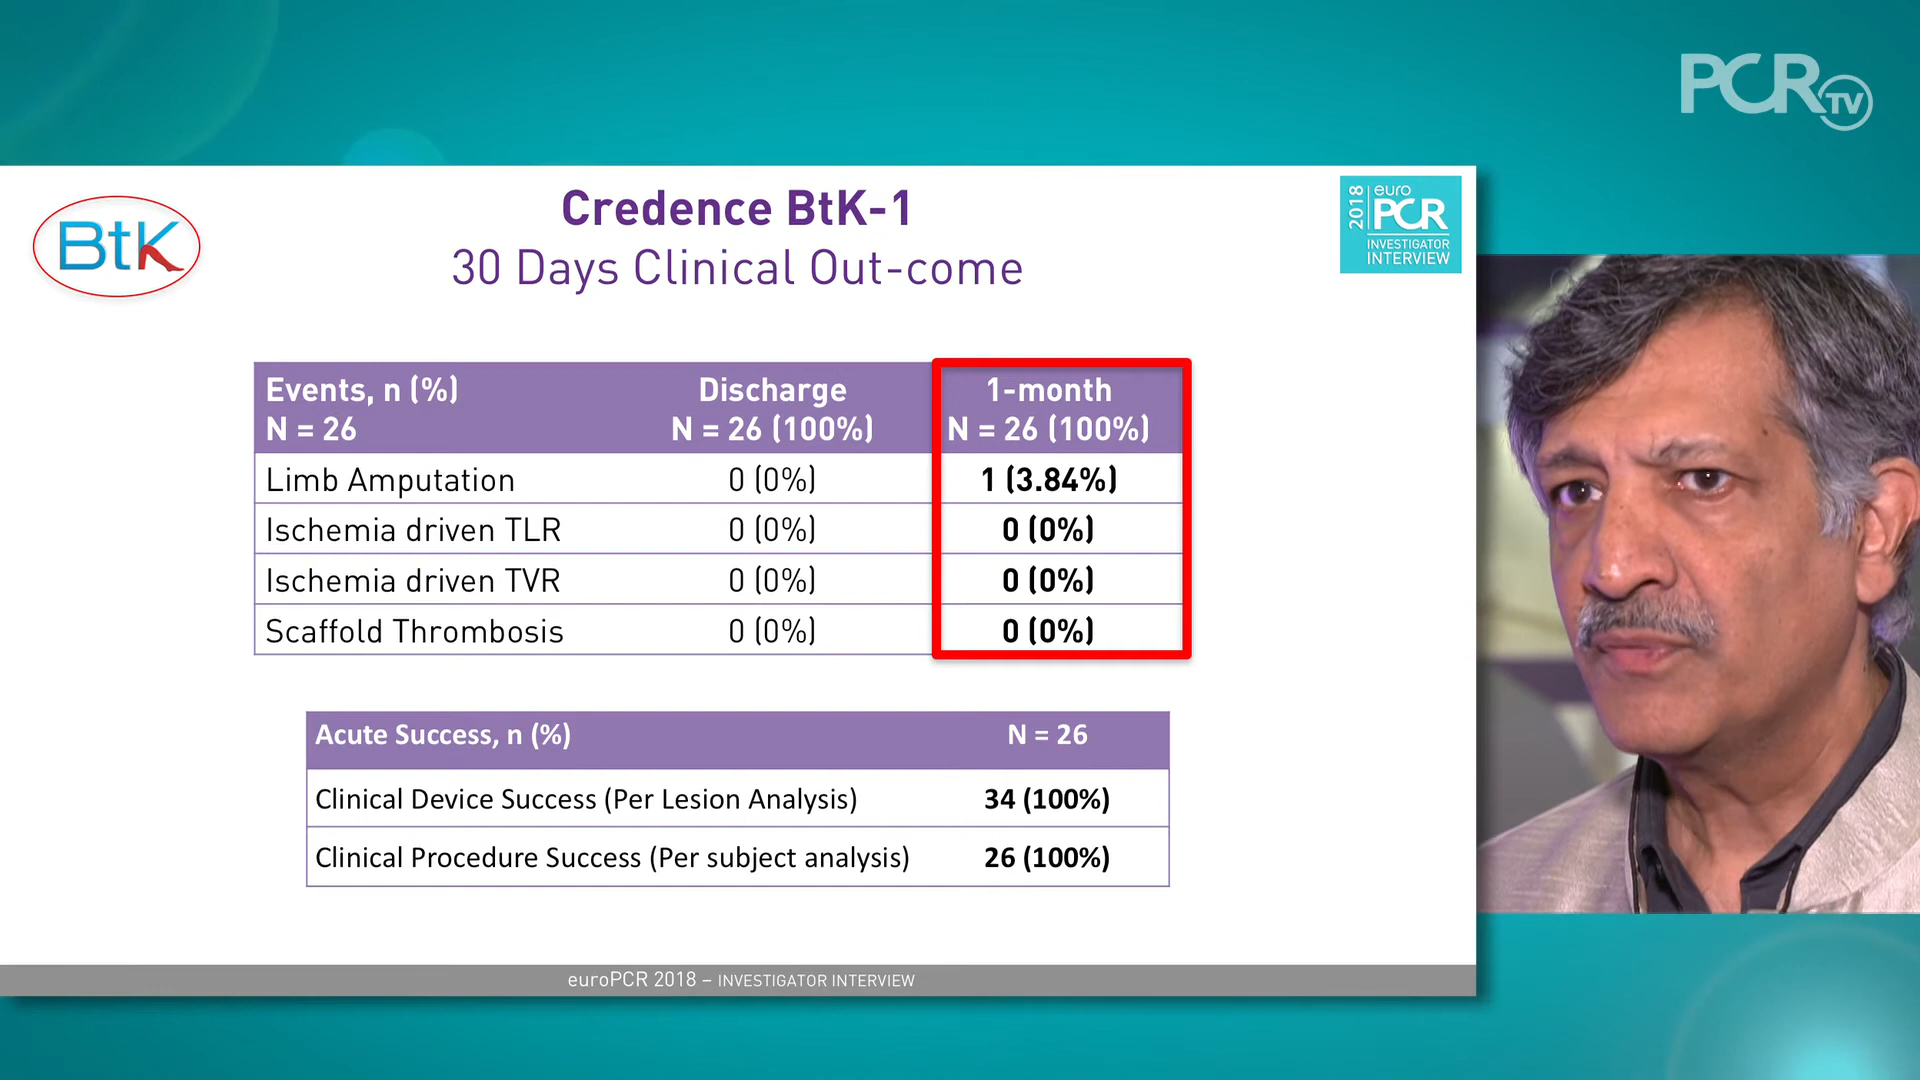 PCR TV
BtK
Credence BtK-1
30 Days Clinical Out-come
2018 euro PCR
INVESTIGATOR
INTERVIEW
Events, n (%) Discharge 1-month
N = 26 N = 26 (100%) N = 26 (100%)
Limb Amputation 0 (0%) 1 (3.84%)
Ischemia driven TLR 0 (0%) 0 (0%)
Ischemia driven TVR 0 (0%) 0 (0%)
Scaffold Thrombosis 0 (0%) 0 (0%)
Acute Success, n (%) N = 26
Clinical Device Success (Per Lesion Analysis) 34 (100%)
Clinical Procedure Success (Per subject analysis) 26 (100%)
euroPCR 2018 – INVESTIGATOR INTERVIEW